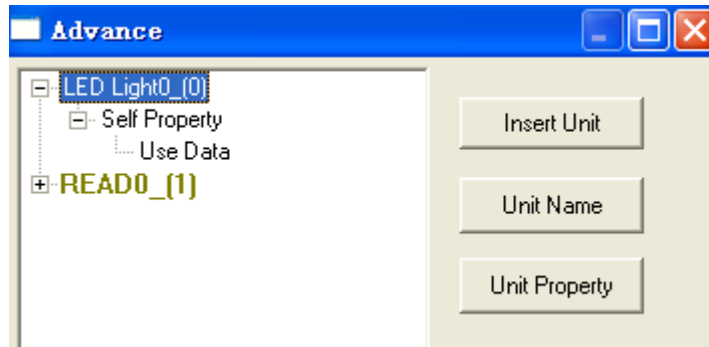 Advance
LED Light0_(0)
Self Property
Use Data
READ0_(1)
Insert Unit
Unit Name
Unit Property